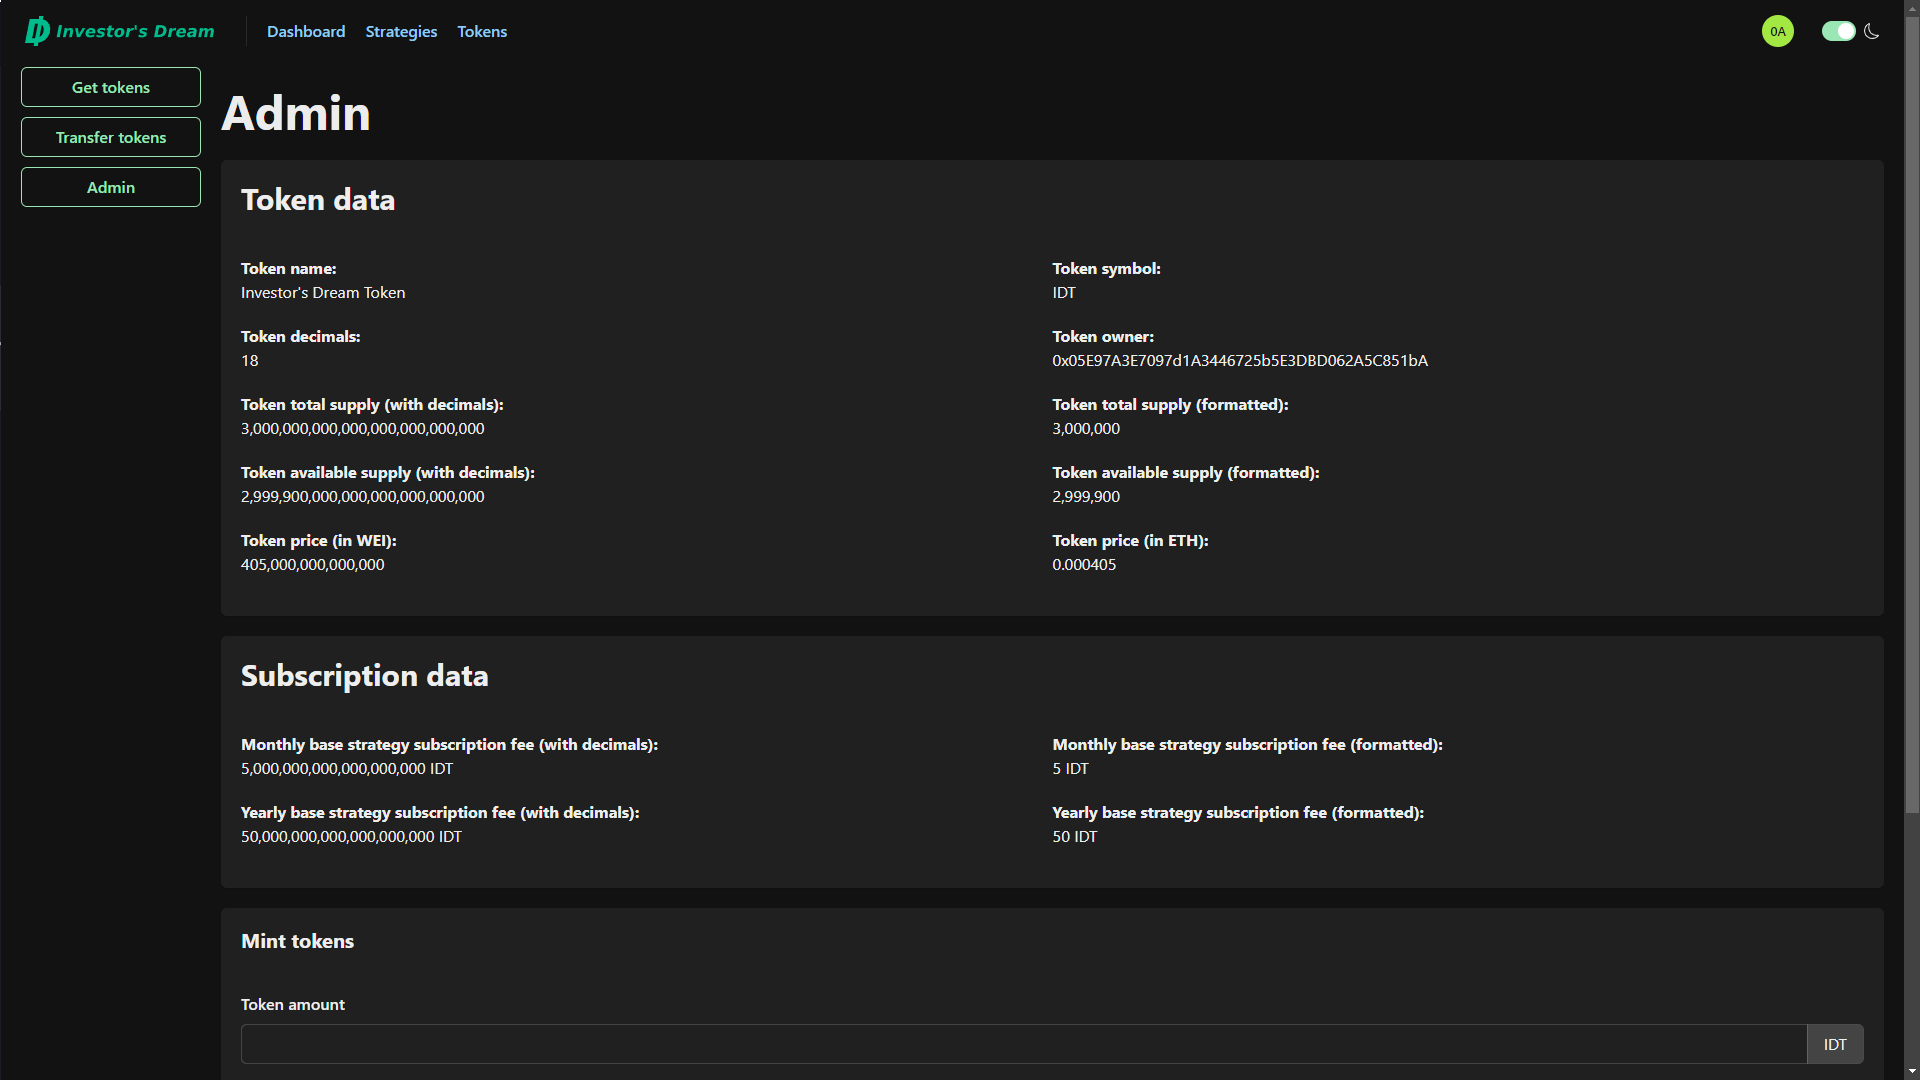 Investor's Dream
Dashboard
Strategies
Tokens
0A
Get tokens
Transfer tokens
Admin
Admin
Token data
Token name:
Investor's Dream Token
Token symbol:
IDT
Token decimals:
18
Token owner:
0x05E97A3E7097d1A3446725b5E3DBD062A5C851bA
Token total supply (with decimals):
3,000,000,000,000,000,000,000,000
Token total supply (formatted):
3,000,000
Token available supply (with decimals):
2,999,900,000,000,000,000,000,000
Token available supply (formatted):
2,999,900
Token price (in WEI):
405,000,000,000,000
Token price (in ETH):
0.000405
Subscription data
Monthly base strategy subscription fee (with decimals):
5,000,000,000,000,000,000 IDT
Monthly base strategy subscription fee (formatted):
5 IDT
Yearly base strategy subscription fee (with decimals):
50,000,000,000,000,000,000 IDT
Yearly base strategy subscription fee (formatted):
50 IDT
Mint tokens
Token amount
IDT